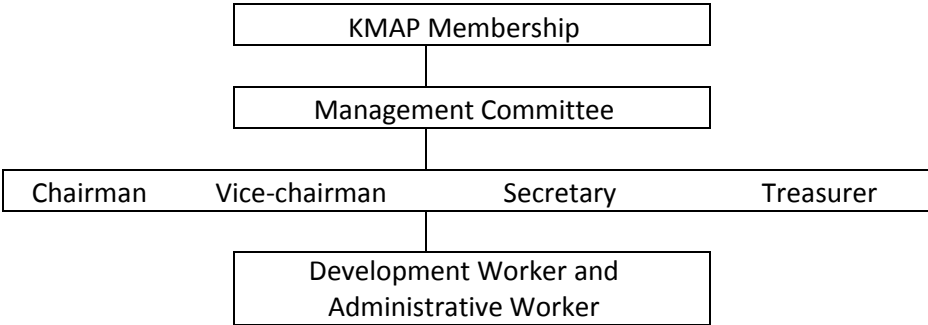 KMAP Membership
Management Committee
Chairman Vice-chairman Secretary Treasurer
Development Worker and
Administrative Worker